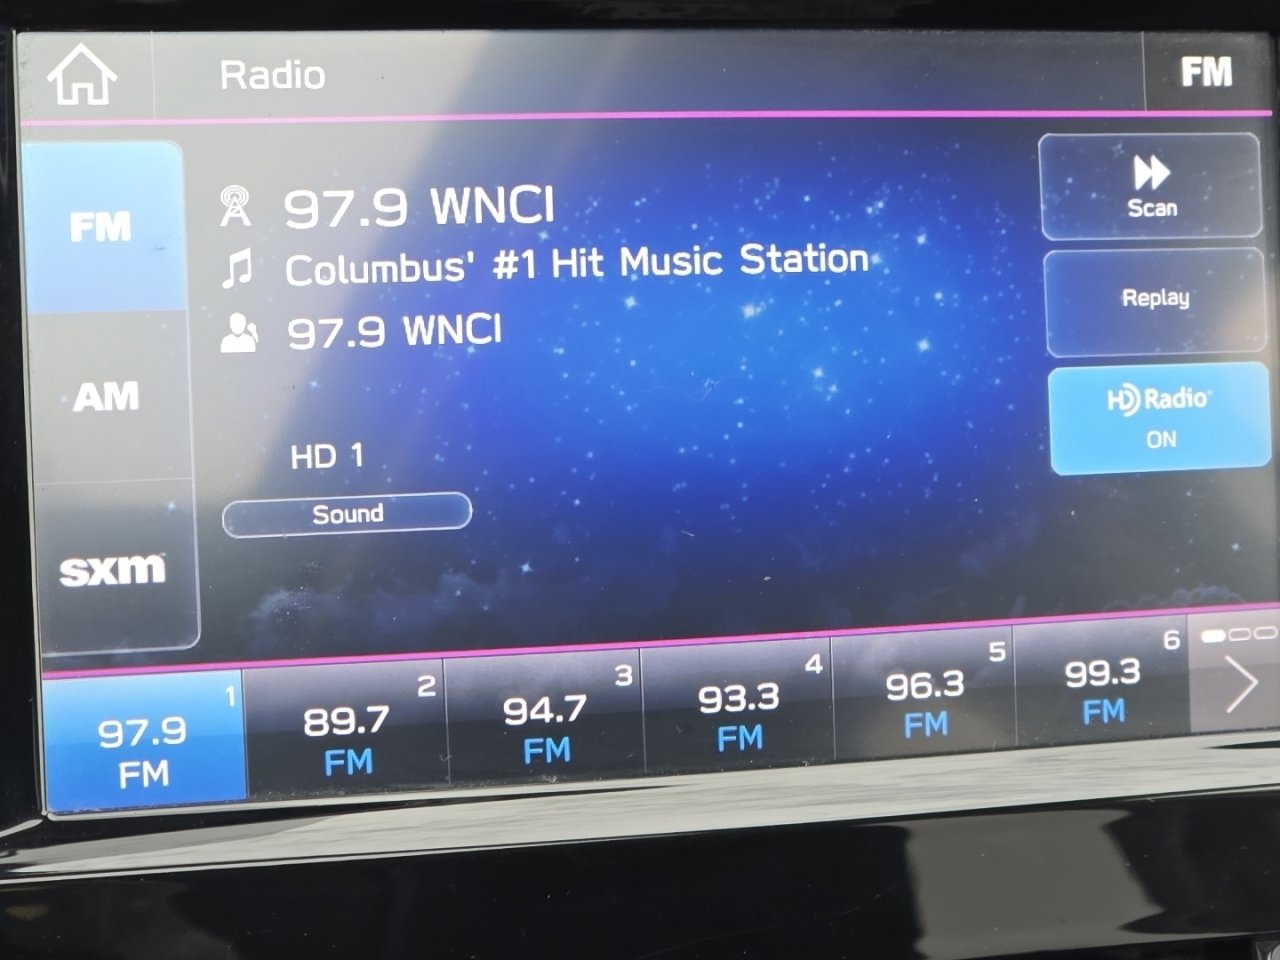 Radio
FM
FM
AM
sxm
97.9 WNCI
Columbus' #1 Hit Music Station
97.9 WNCI
HD 1
Sound
Scan
Replay
HD Radio
ON
1
97.9
FM
2
89.7
FM
3
94.7
FM
4
93.3
FM
5
96.3
FM
6
99.3
FM